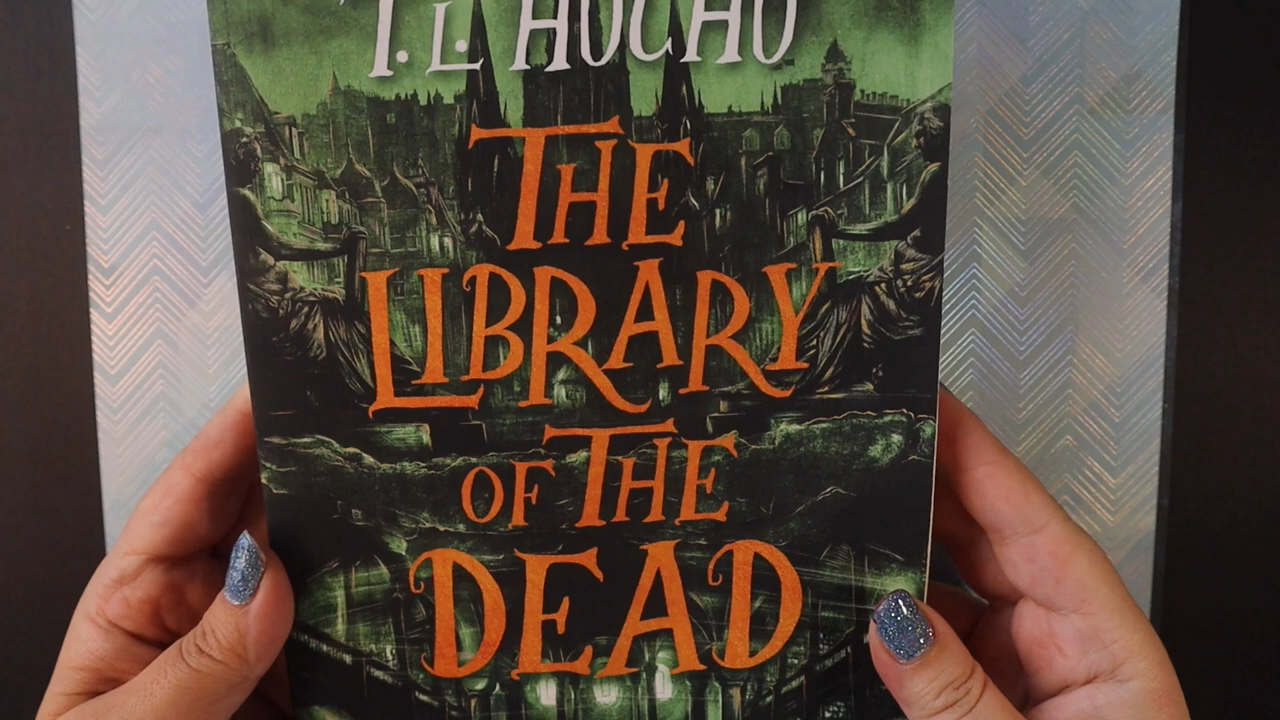 T. L. HUCHU
THE
LIBRARY
OF THE
DEAD